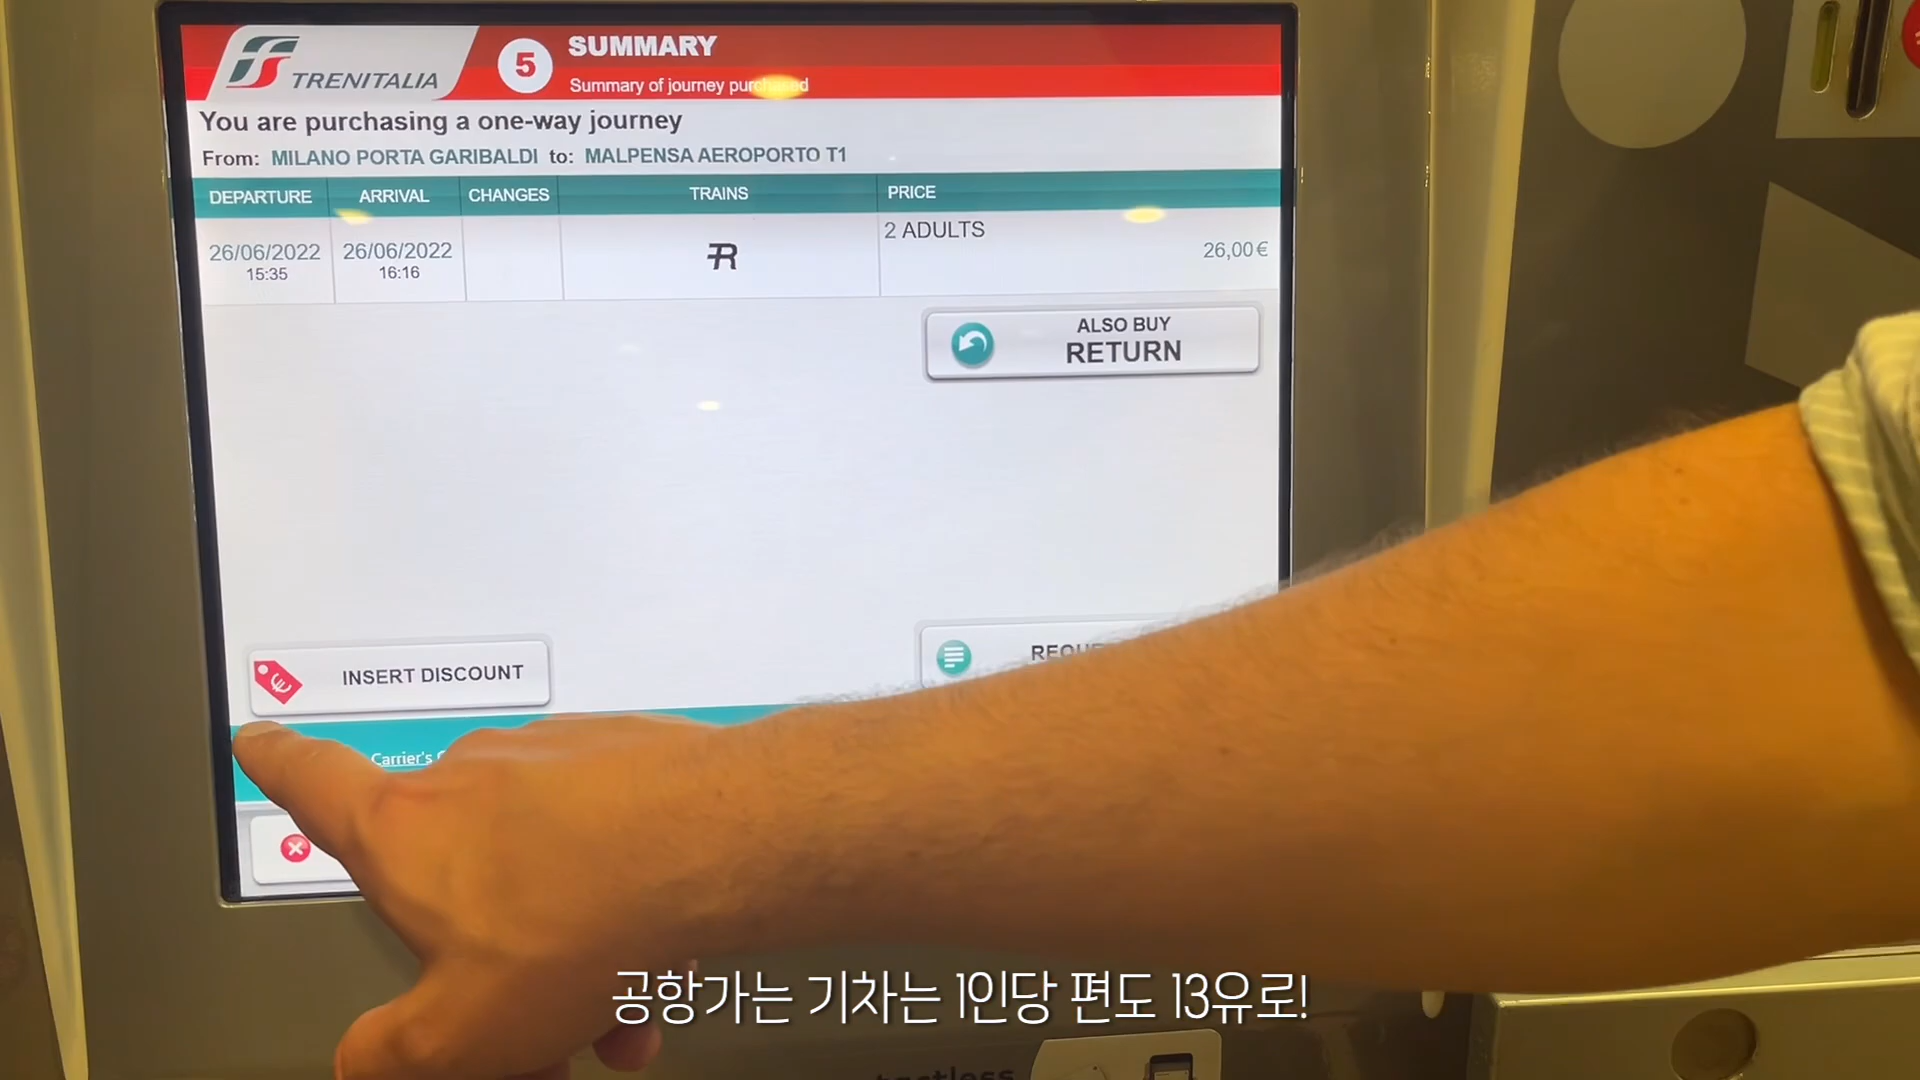 TRENITALIA
5
SUMMARY
Summary of journey purchased
You are purchasing a one-way journey
From: MILANO PORTA GARIBALDI to: MALPENSA AEROPORTO T1
DEPARTURE ARRIVAL CHANGES TRAINS PRICE
2 ADULTS
26/06/2022 26/06/2022 R 26,00€
15:35 16:16
ALSO BUY
RETURN
INSERT DISCOUNT
Carrier's
공항가는 기차는 1인당 편도 13유로!